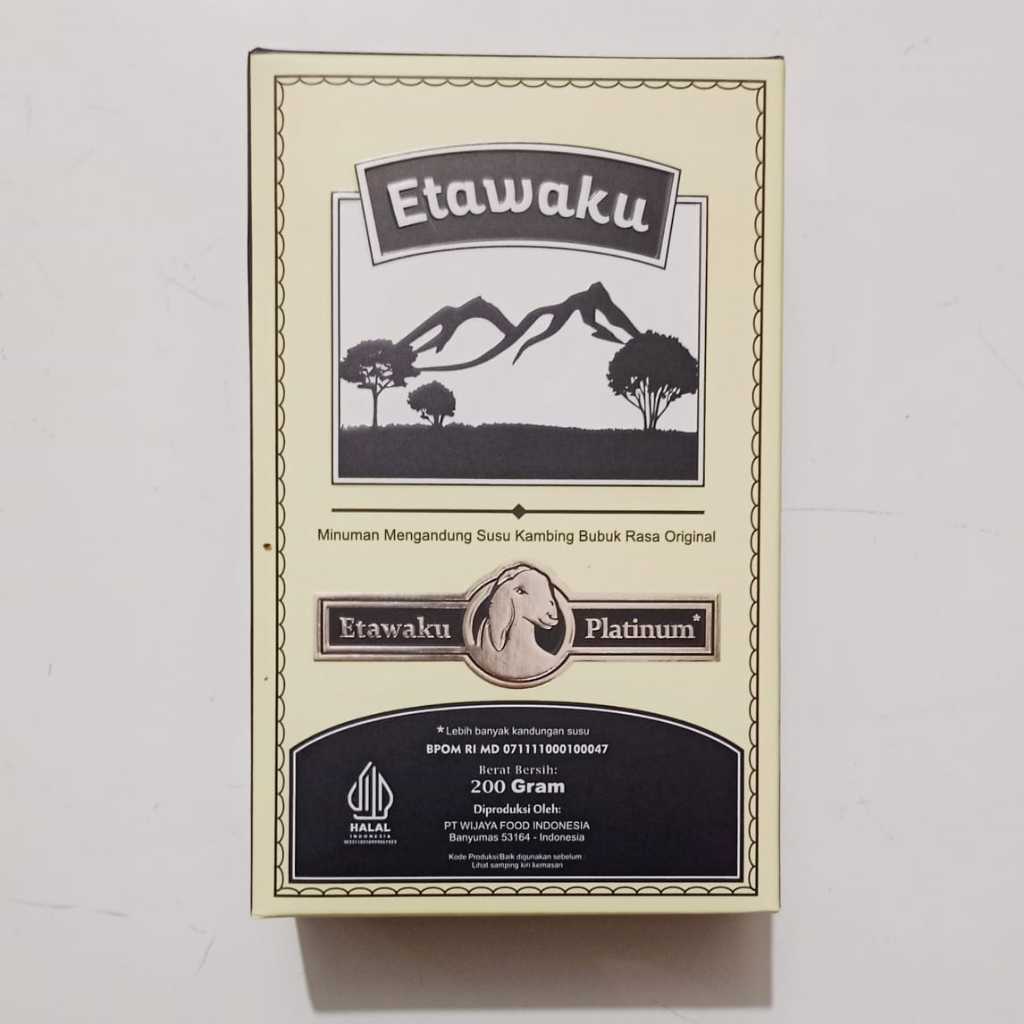 Etawaku
Minuman Mengandung Susu Kambing Bubuk Rasa Original
Etawaku Platinum*
*Lebih banyak kandungan susu
BPOM RI MD 071111000100047
Berat Bersih:
200 Gram
Diproduksi Oleh:
PT WIJAYA FOOD INDONESIA
Banyumas 53164 - Indonesia
HALAL
INDONESIA
Kode Produksi/Baik digunakan sebelum :
Lihat samping kiri kemasan